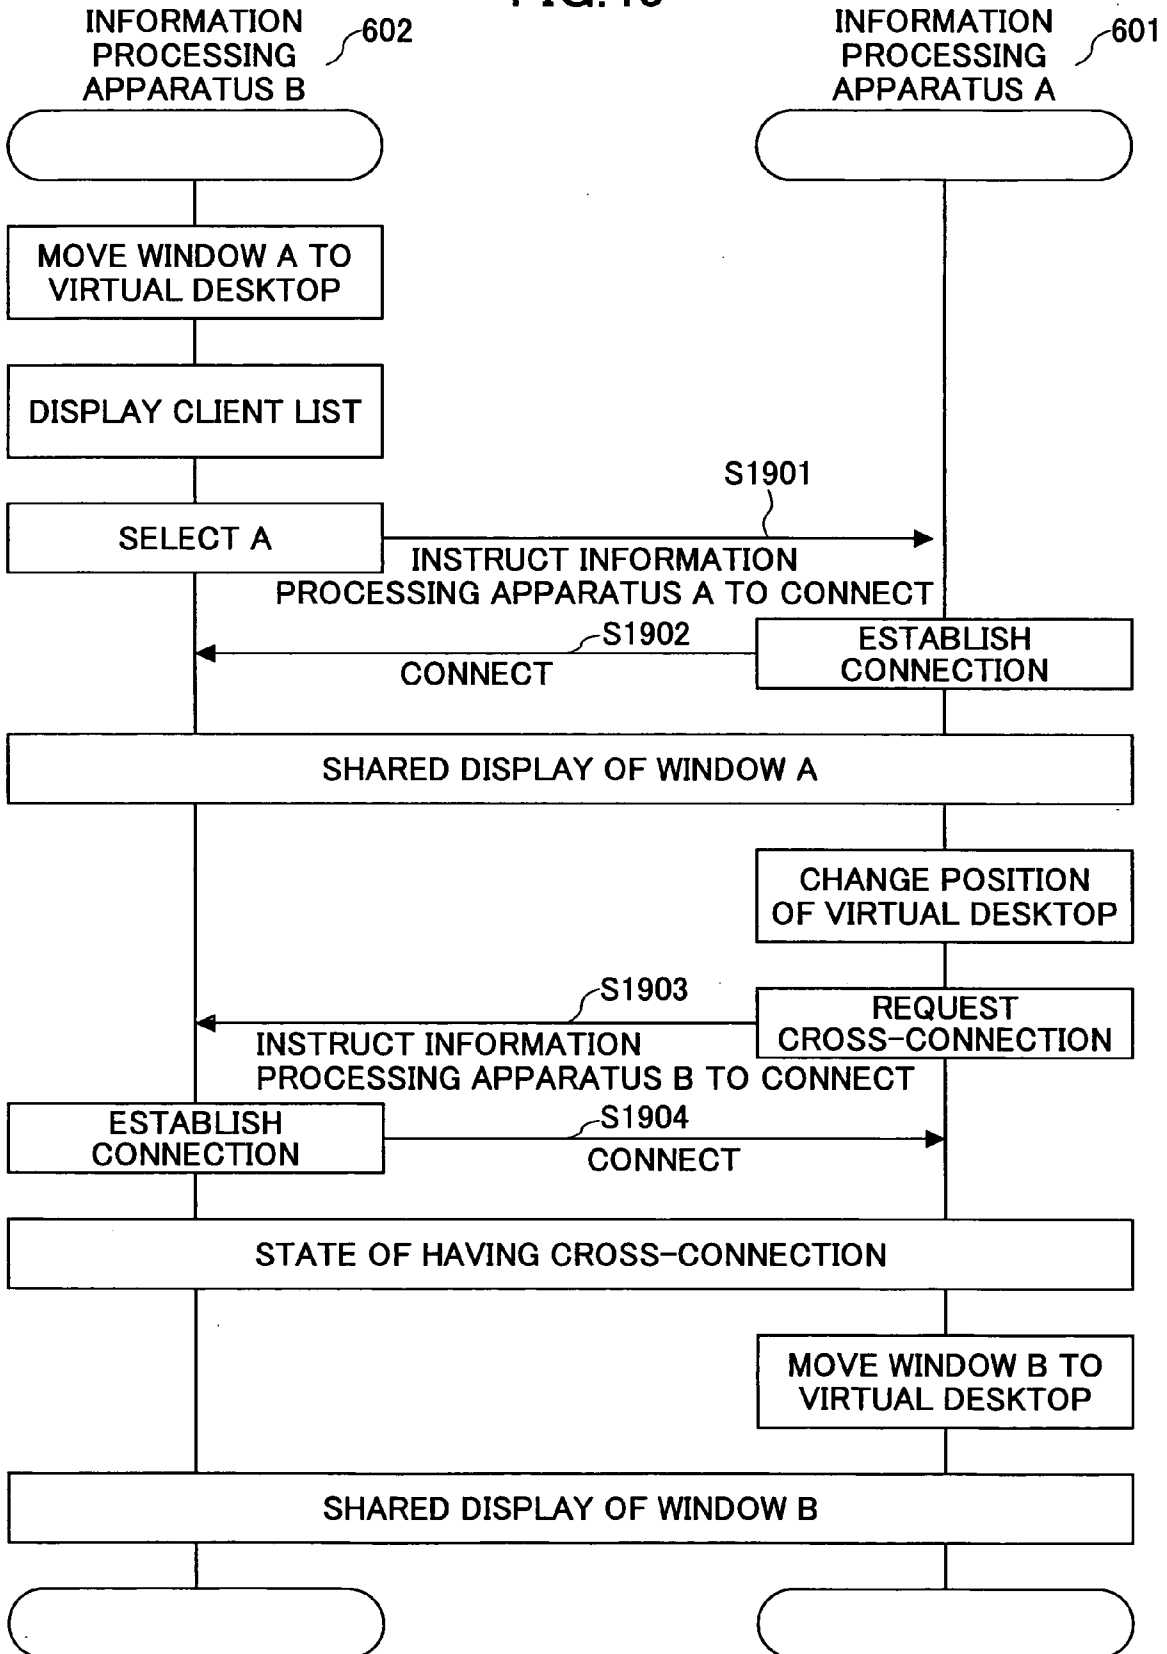 INFORMATION
PROCESSING
APPARATUS B
602
INFORMATION
PROCESSING
APPARATUS A
601
MOVE WINDOW A TO
VIRTUAL DESKTOP
DISPLAY CLIENT LIST
SELECT A
S1901
INSTRUCT INFORMATION
PROCESSING APPARATUS A TO CONNECT
S1902
CONNECT
ESTABLISH
CONNECTION
SHARED DISPLAY OF WINDOW A
CHANGE POSITION
OF VIRTUAL DESKTOP
S1903
REQUEST
CROSS-CONNECTION
INSTRUCT INFORMATION
PROCESSING APPARATUS B TO CONNECT
ESTABLISH
CONNECTION
S1904
CONNECT
STATE OF HAVING CROSS-CONNECTION
MOVE WINDOW B TO
VIRTUAL DESKTOP
SHARED DISPLAY OF WINDOW B